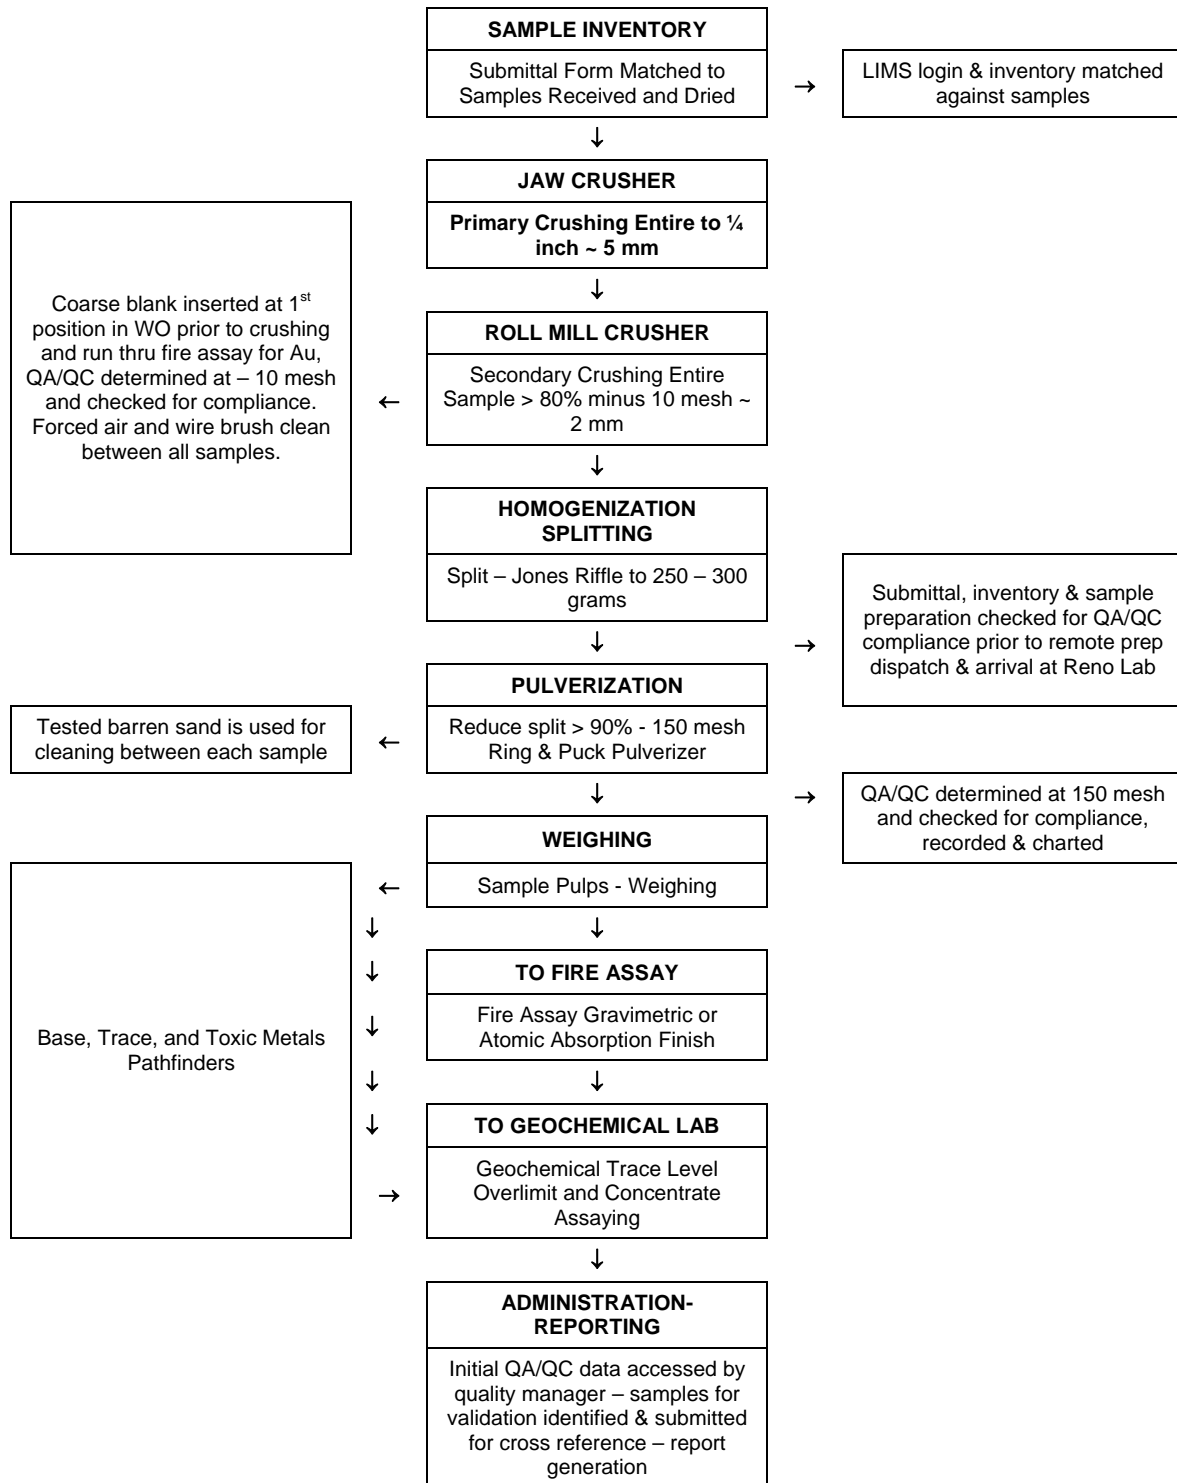 SAMPLE INVENTORY
Submittal Form Matched to
Samples Received and Dried
→
LIMS login & inventory matched
against samples
↓
JAW CRUSHER
Primary Crushing Entire to ¼
inch ~ 5 mm
↓
Coarse blank inserted at 1st
position in WO prior to crushing
and run thru fire assay for Au,
QA/QC determined at – 10 mesh
and checked for compliance.
Forced air and wire brush clean
between all samples.
←
ROLL MILL CRUSHER
Secondary Crushing Entire
Sample > 80% minus 10 mesh ~
2 mm
↓
HOMOGENIZATION
SPLITTING
Split – Jones Riffle to 250 – 300
grams
↓
→
Submittal, inventory & sample
preparation checked for QA/QC
compliance prior to remote prep
dispatch & arrival at Reno Lab
PULVERIZATION
Reduce split > 90% - 150 mesh
Ring & Puck Pulverizer
←
Tested barren sand is used for
cleaning between each sample
↓
→
QA/QC determined at 150 mesh
and checked for compliance,
recorded & charted
WEIGHING
Sample Pulps - Weighing
←
↓
↓
TO FIRE ASSAY
↓
Fire Assay Gravimetric or
Atomic Absorption Finish
↓
Base, Trace, and Toxic Metals
Pathfinders
↓
↓
↓
TO GEOCHEMICAL LAB
Geochemical Trace Level
Overlimit and Concentrate
Assaying
→
↓
ADMINISTRATION-
REPORTING
Initial QA/QC data accessed by
quality manager – samples for
validation identified & submitted
for cross reference – report
generation